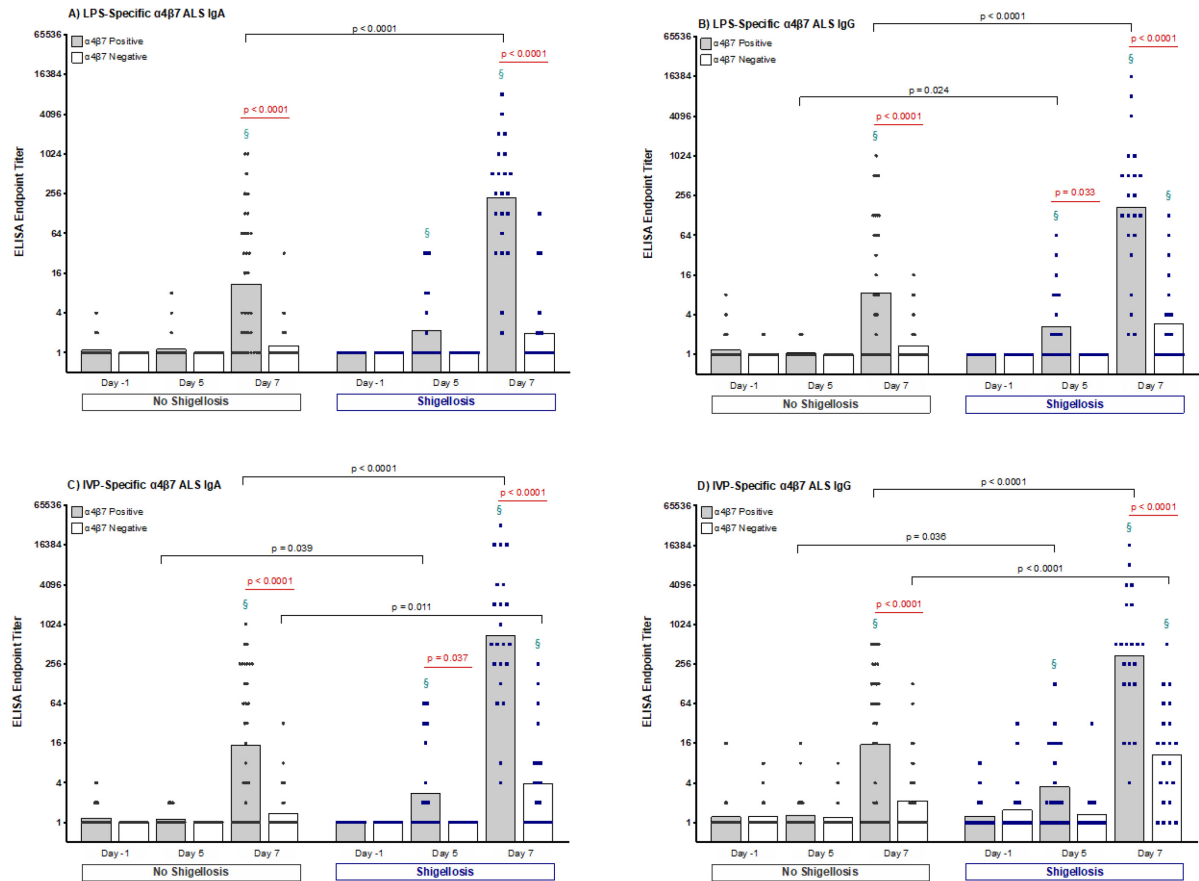 A) LPS-Specific α4β7 ALS IgA
p < 0.0001
65536
α4β7 Positive
α4β7 Negative
p < 0.0001
§
16384
4096
p < 0.0001
§
1024
256
64
§
16
4
1
ELISA Endpoint Titer
Day -1
Day 5
Day 7
Day -1
Day 5
Day 7
No Shigellosis
Shigellosis
B) LPS-Specific α4β7 ALS IgG
p < 0.0001
65536
α4β7 Positive
α4β7 Negative
p < 0.0001
§
16384
p = 0.024
4096
p < 0.0001
§
1024
256
p = 0.033
§
§
64
16
4
1
ELISA Endpoint Titer
Day -1
Day 5
Day 7
Day -1
Day 5
Day 7
No Shigellosis
Shigellosis
C) IVP-Specific α4β7 ALS IgA
p < 0.0001
65536
α4β7 Positive
α4β7 Negative
p < 0.0001
§
16384
p = 0.039
4096
p < 0.0001
§
p = 0.011
1024
§
256
p = 0.037
§
64
16
4
1
ELISA Endpoint Titer
Day -1
Day 5
Day 7
Day -1
Day 5
Day 7
No Shigellosis
Shigellosis
D) IVP-Specific α4β7 ALS IgG
p < 0.0001
65536
α4β7 Positive
α4β7 Negative
p < 0.0001
§
16384
p = 0.036
4096
p < 0.0001
p < 0.0001
§
§
1024
256
§
64
16
4
1
ELISA Endpoint Titer
Day -1
Day 5
Day 7
Day -1
Day 5
Day 7
No Shigellosis
Shigellosis